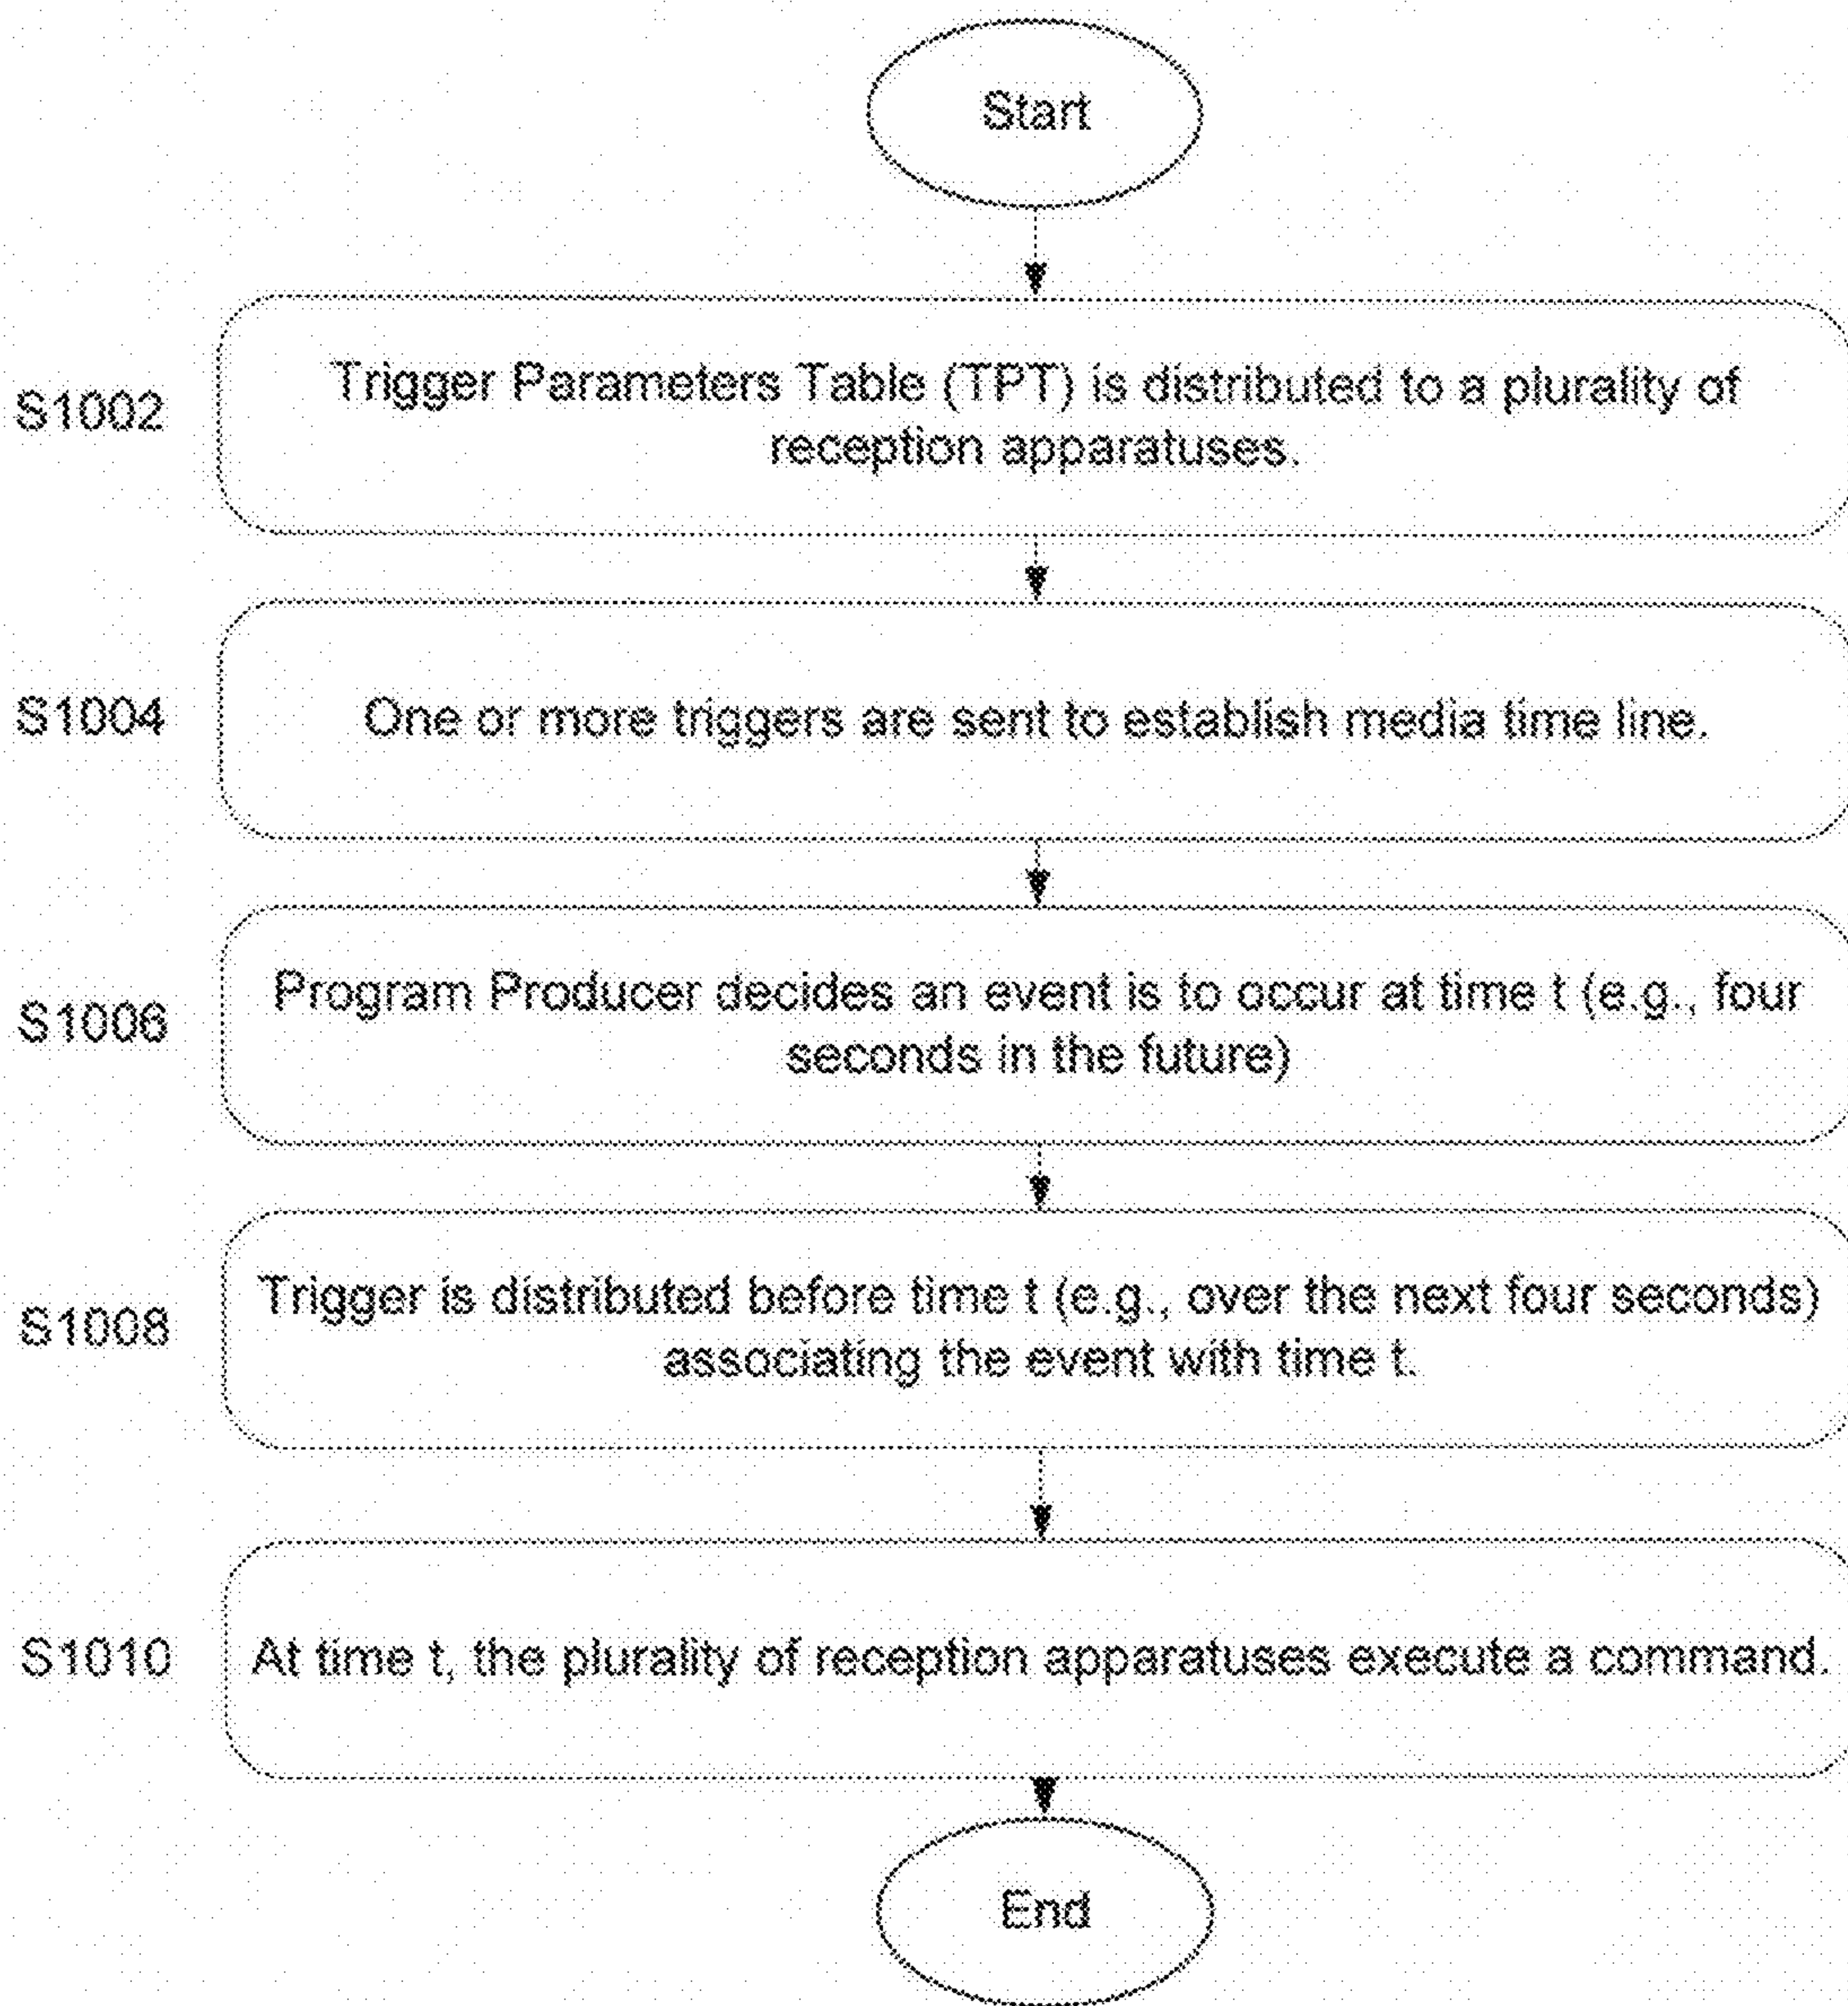 Start
S1002
Trigger Parameters Table (TPT) is distributed to a plurality of
reception apparatuses.
S1004
One or more triggers are sent to establish media time line.
S1006
Program Producer decides an event is to occur at time t (e.g., four
seconds in the future)
S1008
Trigger is distributed before time t (e.g., over the next four seconds)
associating the event with time t.
S1010
At time t, the plurality of reception apparatuses execute a command.
End